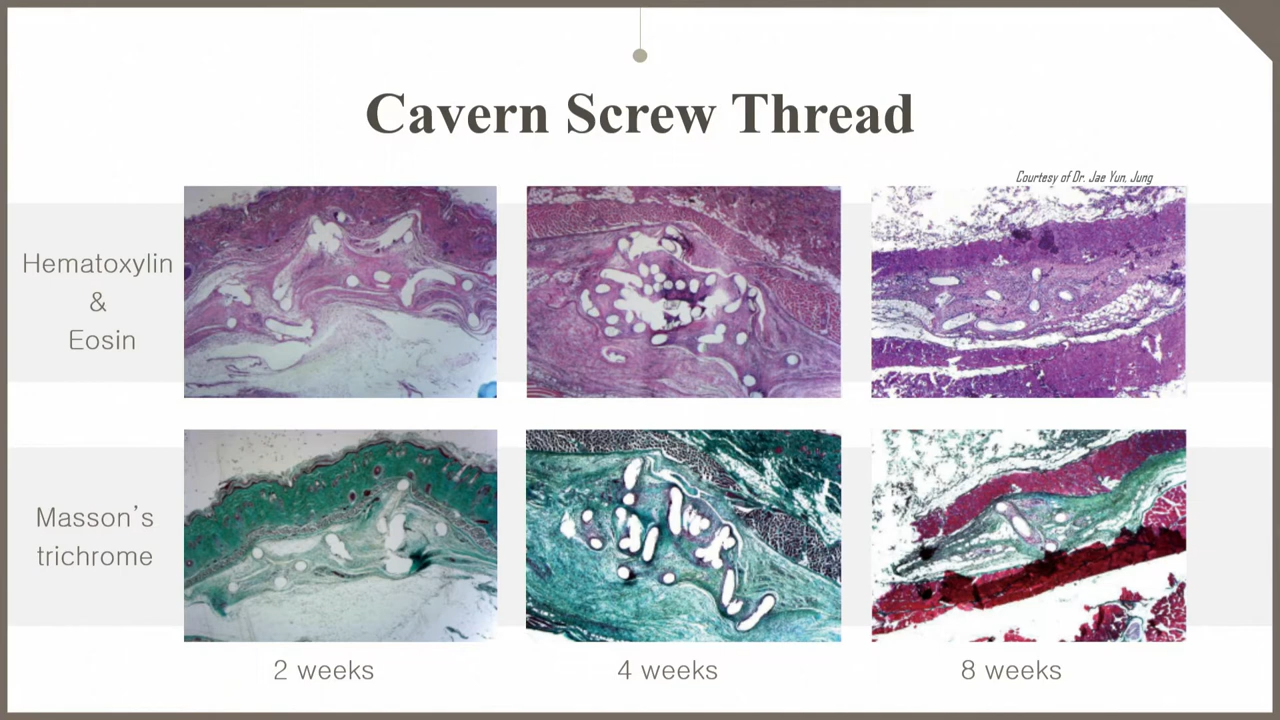 Cavern Screw Thread
Courtesy of Dr. Jae Yun, Jung
Hematoxylin
&
Eosin
Masson's
trichrome
2 weeks
4 weeks
8 weeks